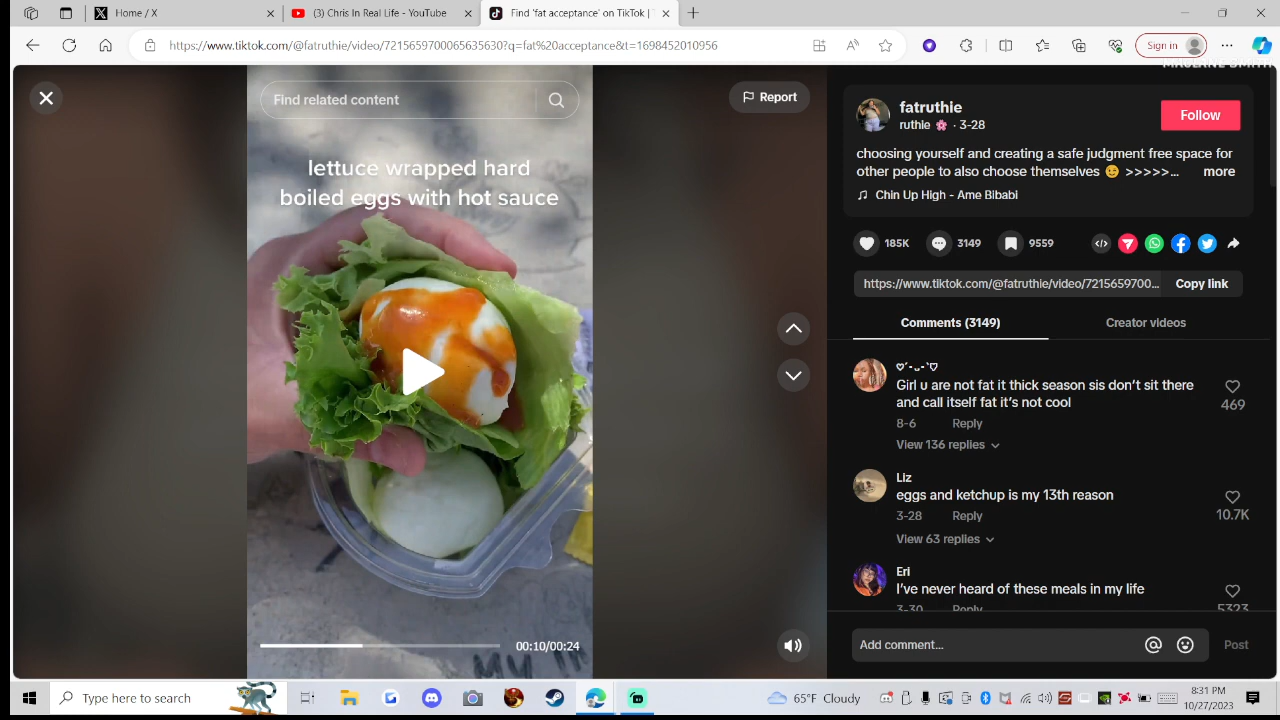 Home / X
(3) Chris In Real Life - YouTube
Find 'fat acceptance' on TikTok |
https://www.tiktok.com/@fatruthie/video/7215659700065635630?q=fat%20acceptance&t=1698452010956
Sign in
Find related content
Report
lettuce wrapped hard
boiled eggs with hot sauce
00:10/00:24
fatruthie
ruthie 🌸 · 3-28
Follow
choosing yourself and creating a safe judgment free space for
other people to also choose themselves 😉 >>>>>... more
♫ Chin Up High - Ame Blbabi
185K
3149
9559
https://www.tiktok.com/@fatruthie/video/7215659700...
Copy link
Comments (3149)
Creator videos
♡´・ᴗ・`♡
Girl u are not fat it thick season sis don't sit there
and call itself fat it's not cool
469
8-6 Reply
View 136 replies
Liz
eggs and ketchup is my 13th reason
10.7K
3-28 Reply
View 63 replies
Eri
I've never heard of these meals in my life
3-30 Reply
5323
Add comment...
Post
Type here to search
65°F Cloudy
8:31 PM
10/27/2023